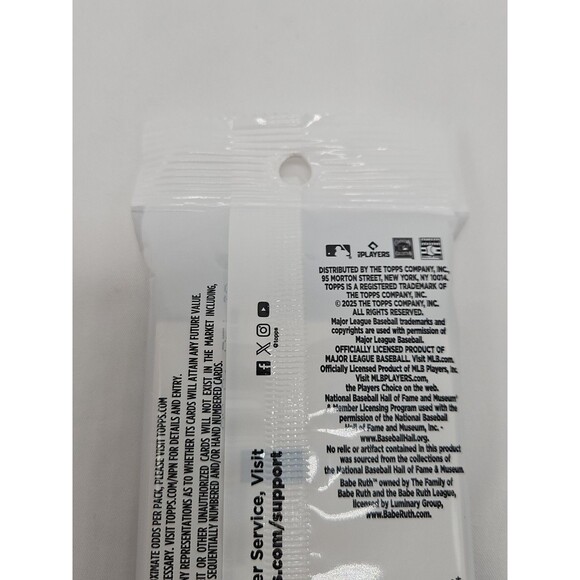 PLAYERS
DISTRIBUTED BY THE TOPPS COMPANY, INC.,
95 MORTON STREET, NEW YORK, NY 10014.
TOPPS IS A REGISTERED TRADEMARK OF
THE TOPPS COMPANY, INC.
© 2025 THE TOPPS COMPANY, INC.
ALL RIGHTS RESERVED.
Major League Baseball trademarks and
copyrights are used with permission of
Major League Baseball.
OFFICIALLY LICENSED PRODUCT OF
MAJOR LEAGUE BASEBALL. Visit MLB.com.
Officially Licensed Product of MLB Players, Inc.
Visit MLBPLAYERS.com,
the Players Choice on the web.
National Baseball Hall of Fame and Museum
A Member Licensing Program used with the
permission of the National Baseball
Hall of Fame and Museum, Inc. -
www.BaseballHall.org.
No relic or artifact contained in this product
was sourced from the collections of
the National Baseball Hall of Fame & Museum.
Babe Ruth™ owned by The Family of
Babe Ruth and the Babe Ruth League,
licensed by Luminary Group,
www.BabeRuth.com.
@topps
er Service, Visit
s.com/support
XIMATE ODDS PER PACK, PLEASE VISIT TOPPS.COM
ESSARY. VISIT TOPPS.COM/NPN FOR DETAILS AND ENTRY.
NY REPRESENTATIONS AS TO WHETHER ITS CARDS WILL ATTAIN ANY FUTURE VALUE.
IT OR OTHER UNAUTHORIZED CARDS WILL NOT EXIST IN THE MARKET INCLUDING,
SEQUENTIALLY NUMBERED AND/OR HAND NUMBERED CARDS.